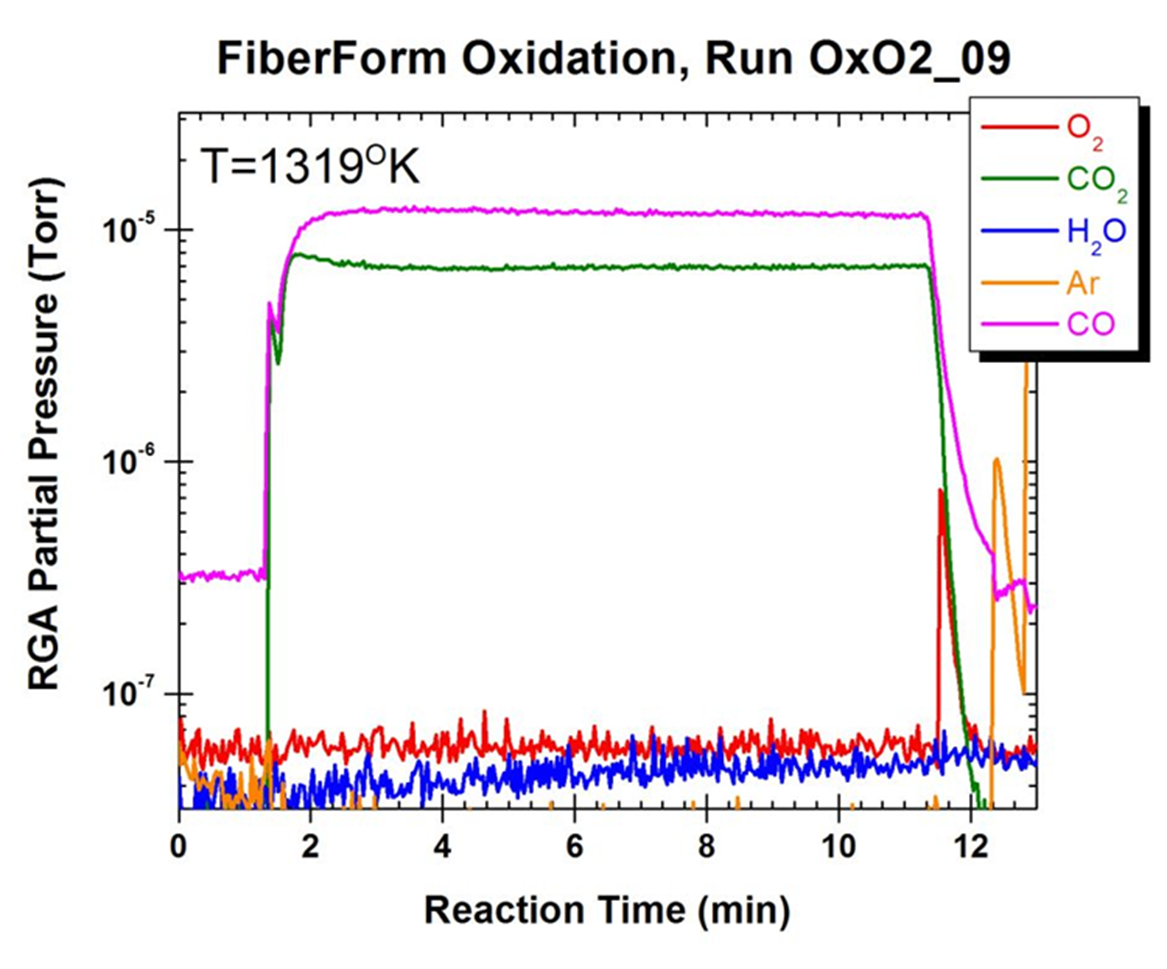 FiberForm Oxidation, Run OxO2_09
T=1319ᴼK
O₂
CO₂
H₂O
Ar
CO
RGA Partial Pressure (Torr)
10⁻⁵
10⁻⁶
10⁻⁷
0 2 4 6 8 10 12
Reaction Time (min)